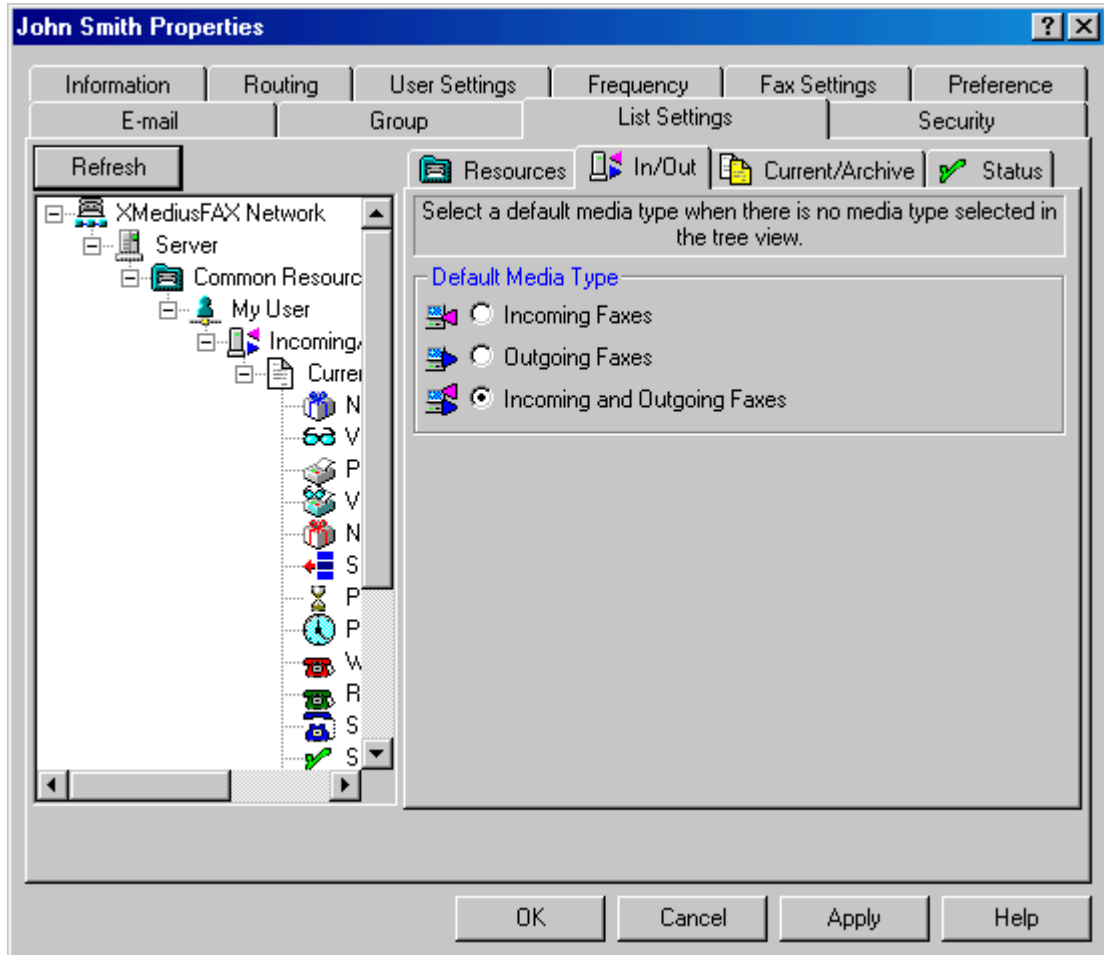 John Smith Properties
Information Routing User Settings Frequency Fax Settings Preference
E-mail Group List Settings Security
Refresh
XMediusFAX Network
Server
Common Resourc
My User
Incoming/
Curre
N
V
P
V
N
S
P
P
W
R
S
S
Resources In/Out Current/Archive Status
Select a default media type when there is no media type selected in
the tree view.
Default Media Type
Incoming Faxes
Outgoing Faxes
Incoming and Outgoing Faxes
OK Cancel Apply Help